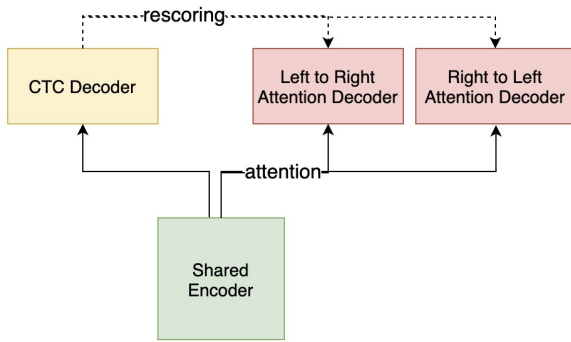 rescoring
CTC Decoder
Left to Right
Attention Decoder
Right to Left
Attention Decoder
attention
Shared
Encoder